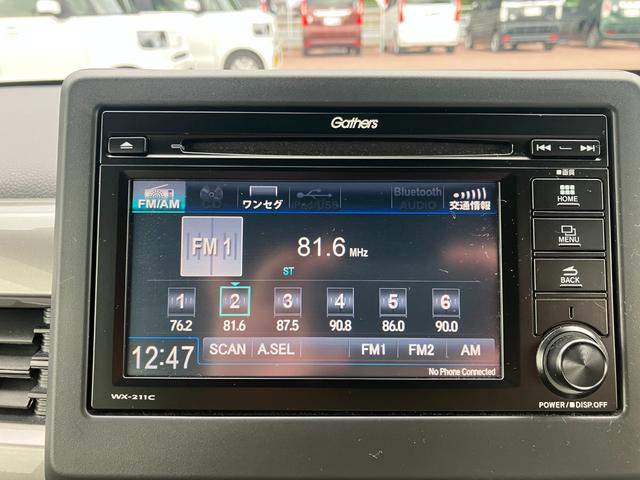 Gathers
■画質
FM/AM
CD
ワンセグ
iPod/USB
Bluetooth
AUDIO
交通情報
HOME
FM 1
81.6 MHz
ST
MENU
BACK
1 2 3 4 5 6
76.2 81.6 87.5 90.8 86.0 90.0
12:47
SCAN A.SEL FM1 FM2 AM
No Phone Connected
WX-211C
POWER/■DISP.OFF